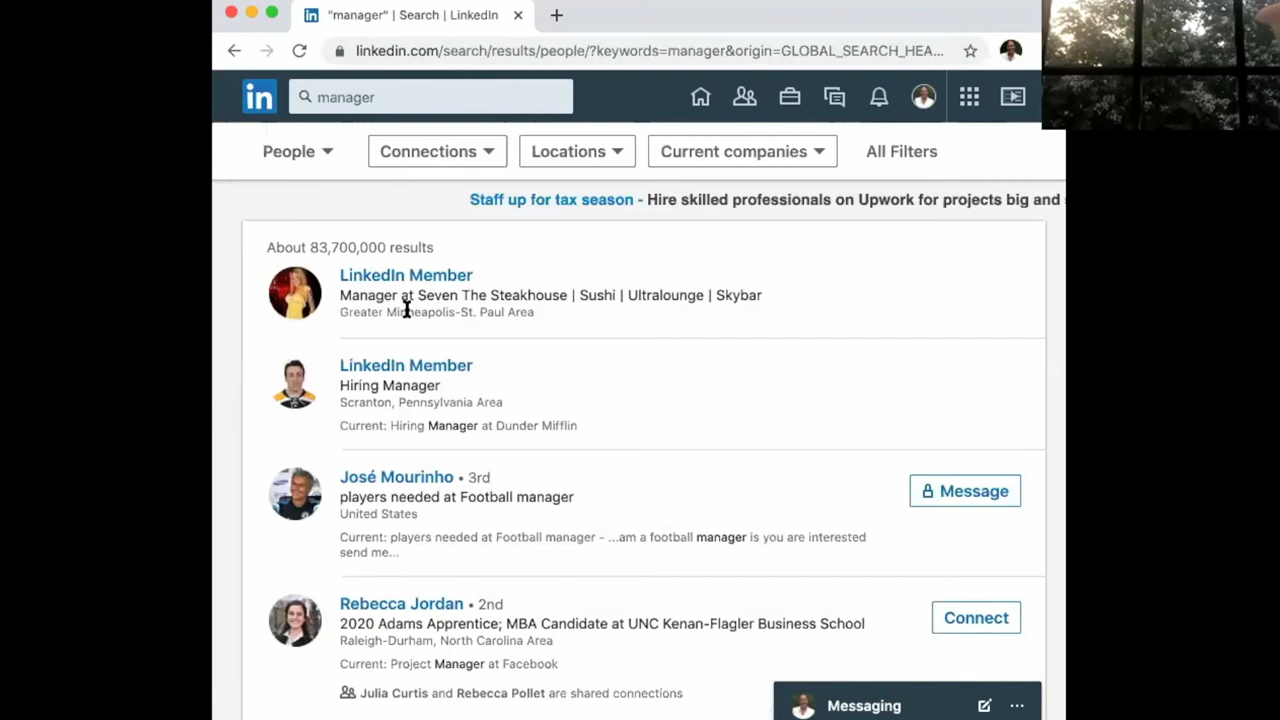 "manager" | Search | LinkedIn
linkedin.com/search/results/people/?keywords=manager&origin=GLOBAL_SEARCH_HEA...
in
manager
People
Connections
Locations
Current companies
All Filters
Staff up for tax season - Hire skilled professionals on Upwork for projects big and
About 83,700,000 results
LinkedIn Member
Manager at Seven The Steakhouse | Sushi | Ultralounge | Skybar
Greater Minneapolis-St. Paul Area
LinkedIn Member
Hiring Manager
Scranton, Pennsylvania Area
Current: Hiring Manager at Dunder Mifflin
José Mourinho • 3rd
Message
players needed at Football manager
United States
Current: players needed at Football manager - ...am a football manager is you are interested
send me...
Rebecca Jordan • 2nd
Connect
2020 Adams Apprentice; MBA Candidate at UNC Kenan-Flagler Business School
Raleigh-Durham, North Carolina Area
Current: Project Manager at Facebook
Julia Curtis and Rebecca Pollet are shared connections
Messaging